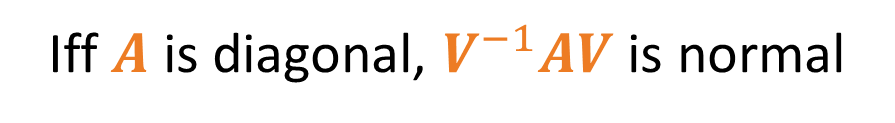 Iff A is diagonal, V⁻¹AV is normal